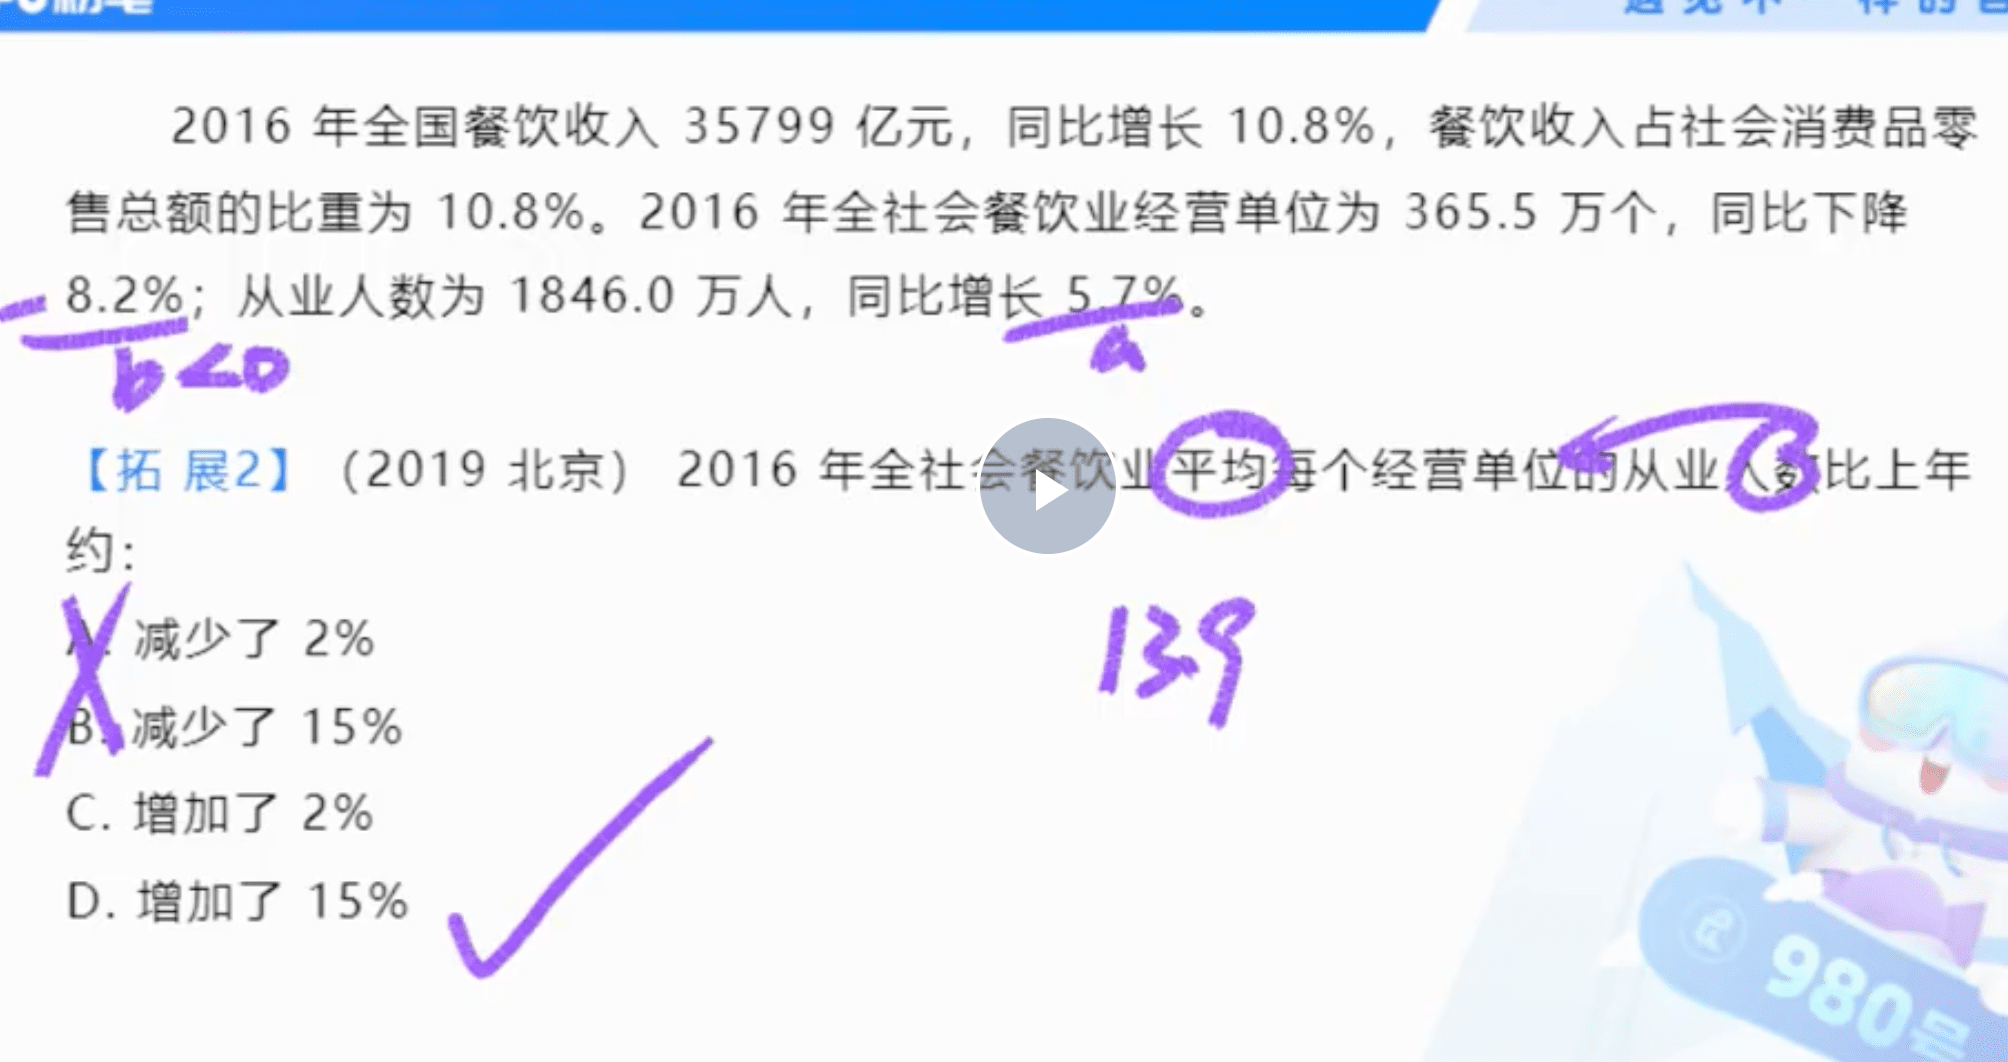 2016 年全国餐饮收入 35799 亿元，同比增长 10.8%，餐饮收入占社会消费品零
售总额的比重为 10.8%。2016 年全社会餐饮业经营单位为 365.5 万个，同比下降
8.2%；从业人数为 1846.0 万人，同比增长 5.7%。
b<0
a
【拓 展2】（2019 北京） 2016 年全社会餐饮业平均每个经营单位的从业人数比上年
约：
139
A. 减少了 2%
B. 减少了 15%
C. 增加了 2%
D. 增加了 15%
980号